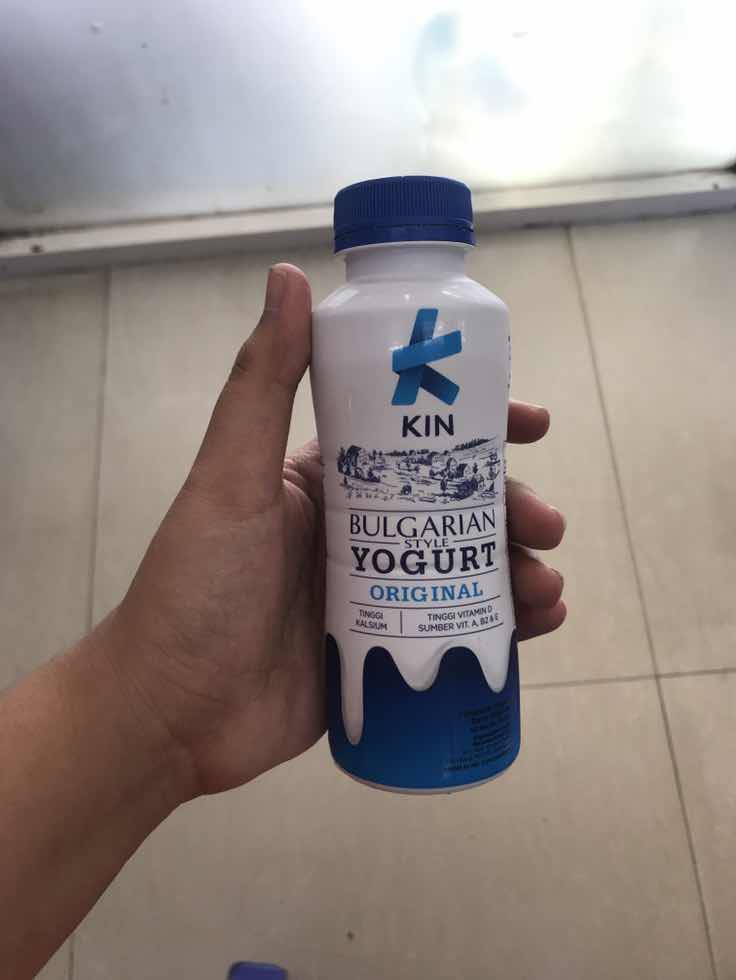 KIN
BULGARIAN
STYLE
YOGURT
ORIGINAL
TINGGI
KALSIUM
TINGGI VITAMIN D
SUMBER VIT. A, B2 & E